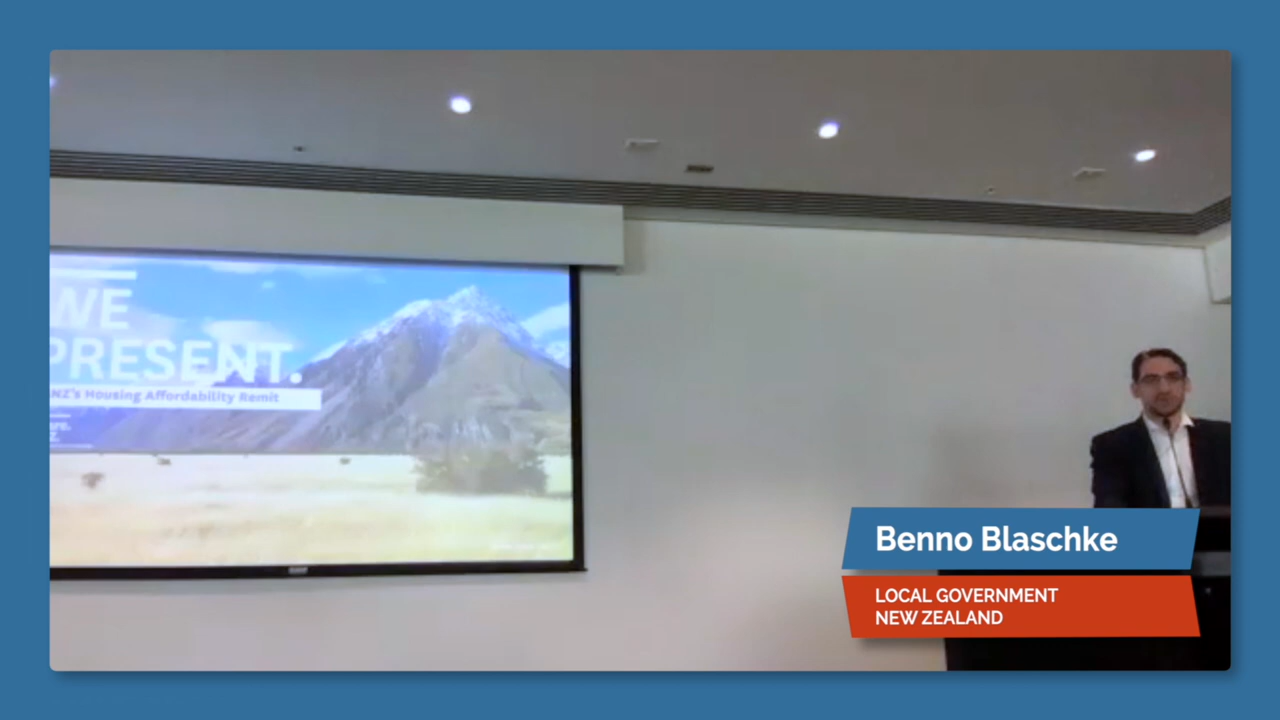 WE
PRESENT.
NZ's Housing Affordability Remit
Benno Blaschke
LOCAL GOVERNMENT
NEW ZEALAND